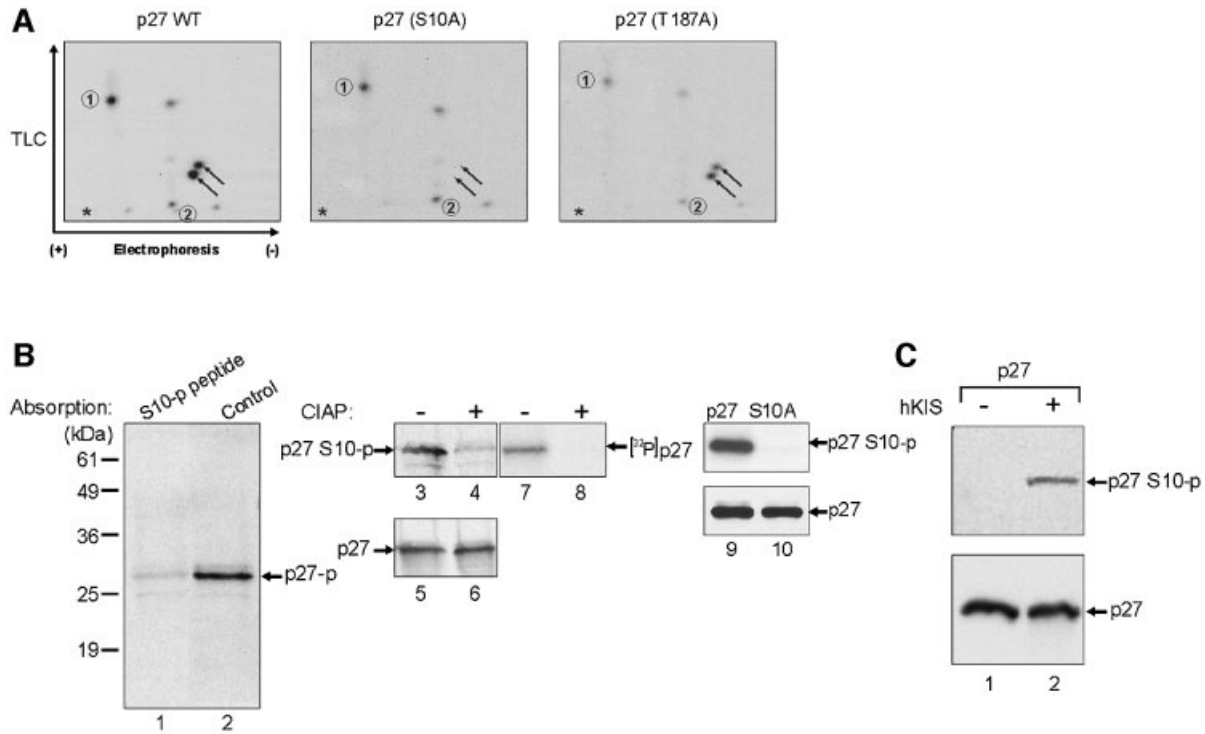 A
p27 WT
p27 (S10A)
p27 (T187A)
TLC
1
2
*
1
2
*
1
2
*
(+) Electrophoresis (-)
B
Absorption: S10-p peptide Control
(kDa)
61
49
36
25
19
p27-p
1 2
CIAP: - + - +
p27 S10-p
[³²P]p27
3 4 7 8
p27
5 6
p27 S10A
p27 S10-p
p27
9 10
C
p27
hKIS - +
p27 S10-p
p27
1 2